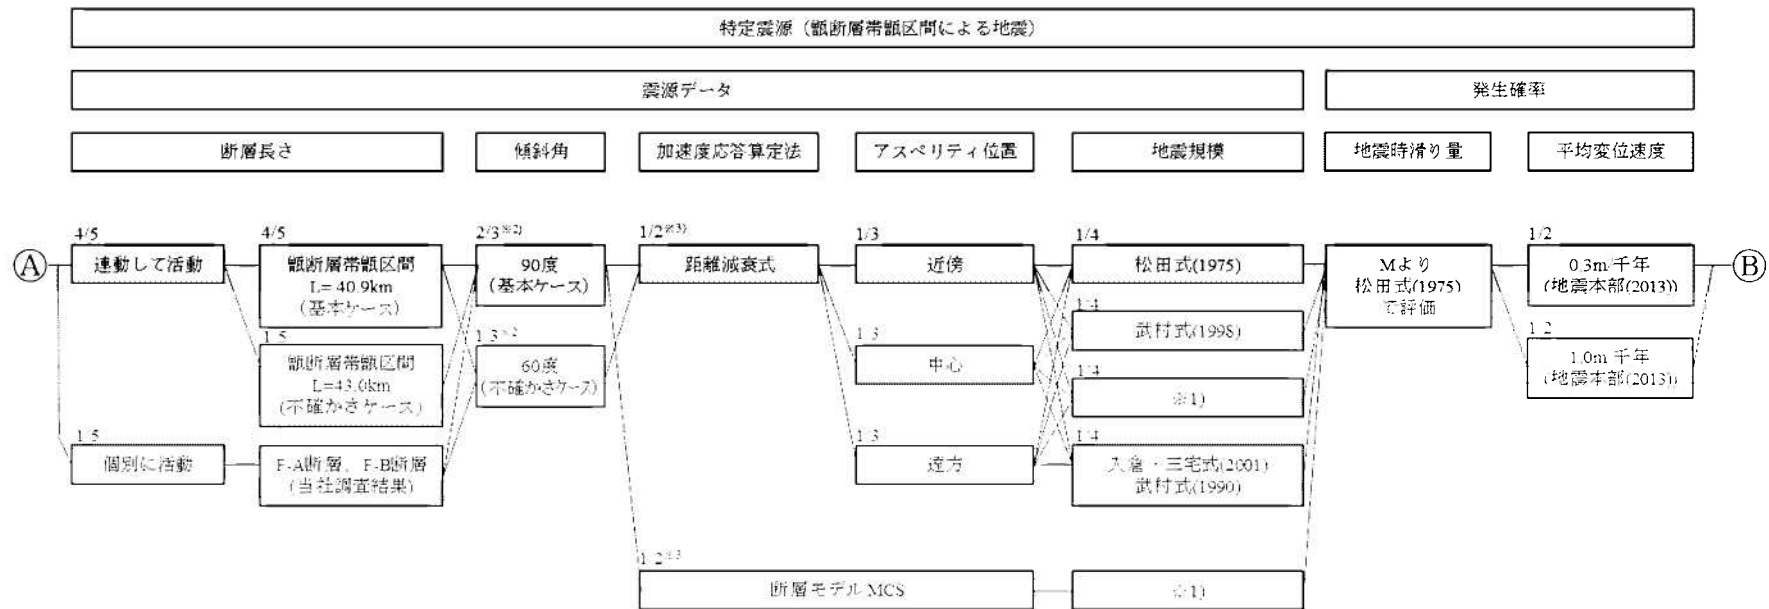 特定震源（甑断層帯甑区間による地震）
震源データ
発生確率
断層長さ
傾斜角
加速度応答算定法
アスペリティ位置
地震規模
地震時滑り量
平均変位速度
Ⓐ
4/5
連動して活動
4/5
甑断層帯甑区間
L= 40.9km
(基本ケース)
1/5
甑断層帯甑区間
L=43.0km
(不確かさケース)
1/5
個別に活動
F-A断層、F-B断層
(当社調査結果)
2/3※2)
90度
(基本ケース)
1/3※2
60度
(不確かさケース)
1/2※3)
距離減衰式
1/2※3
断層モデル MCS
1/3
近傍
1/3
中心
1/3
遠方
1/4
松田式(1975)
1/4
武村式(1998)
1/4
※1)
1/4
入倉・三宅式(2001)
武村式(1990)
※1)
Mより
松田式(1975)
で評価
1/2
0.3m/千年
(地震本部(2013))
1/2
1.0m/千年
(地震本部(2013))
Ⓑ